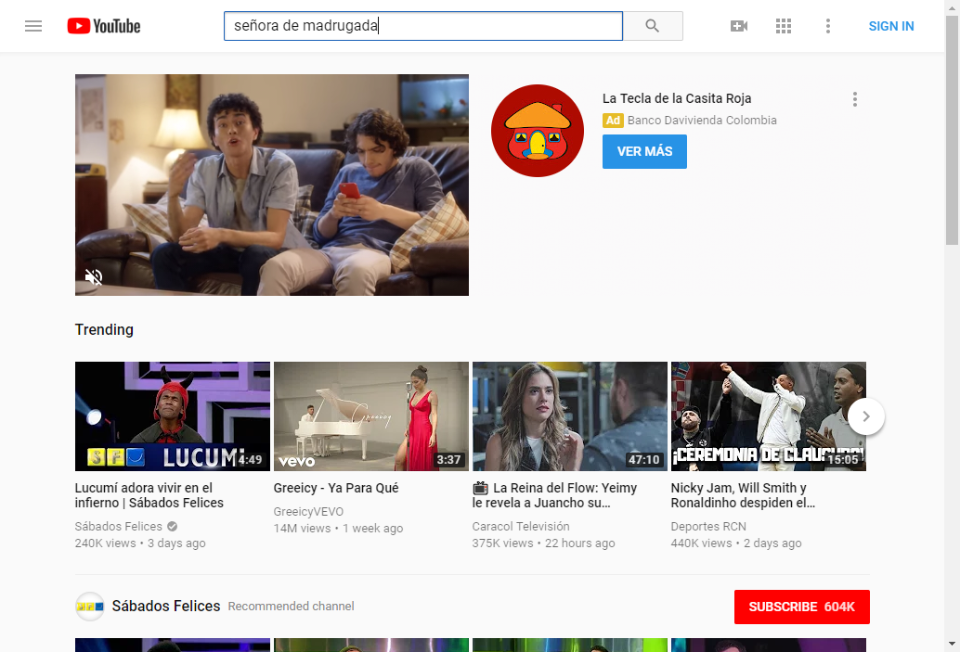 YouTube
señora de madrugada
SIGN IN
La Tecla de la Casita Roja
Ad Banco Davivienda Colombia
VER MÁS
Trending
SFD LUCUMÍ 4:49
Greeicy
vevo 3:37
47:10
¡CEREMONIA DE CLAUSURA!
15:05
Lucumí adora vivir en el
infierno | Sábados Felices
Sábados Felices
240K views • 3 days ago
Greeicy - Ya Para Qué
GreeicyVEVO
14M views • 1 week ago
La Reina del Flow: Yeimy
le revela a Juancho su...
Caracol Televisión
375K views • 22 hours ago
Nicky Jam, Will Smith y
Ronaldinho despiden el...
Deportes RCN
440K views • 2 days ago
Sábados Felices Recommended channel
SUBSCRIBE 604K